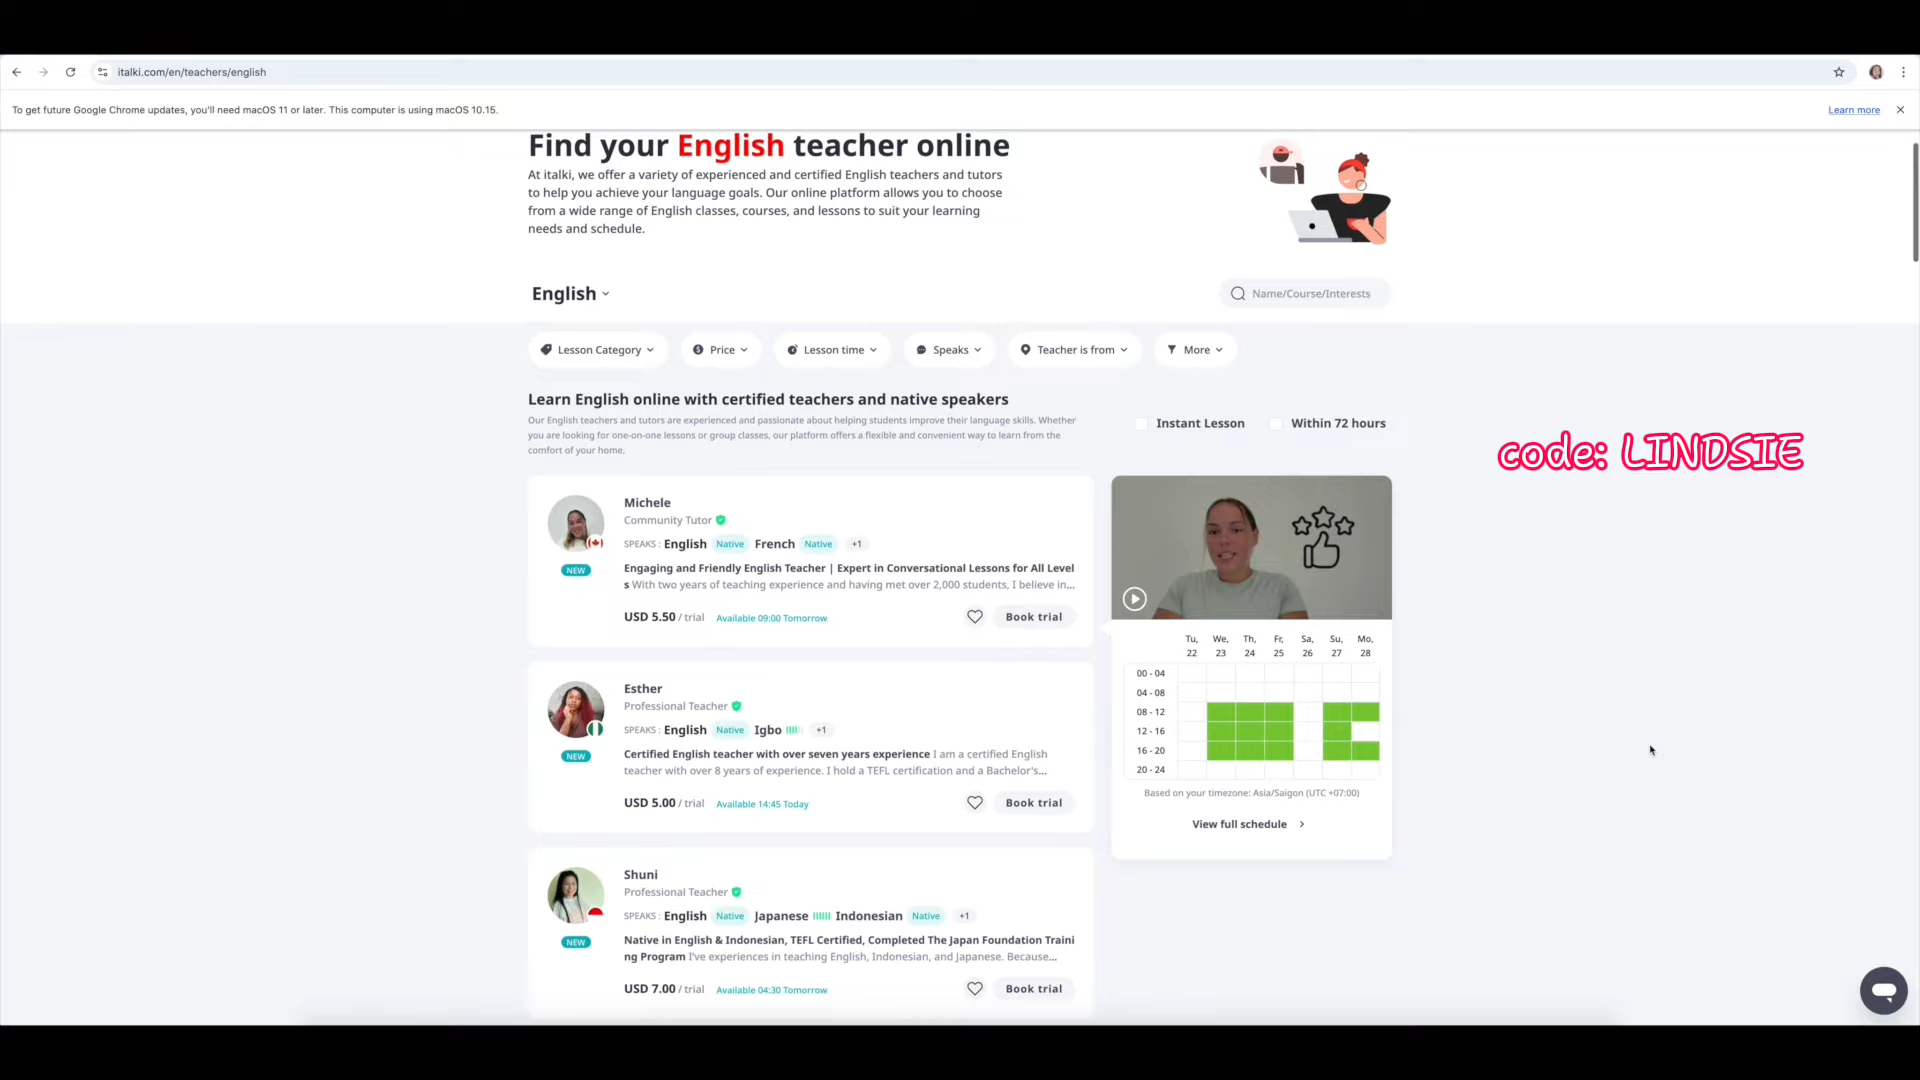 italki.com/en/teachers/english
To get future Google Chrome updates, you'll need macOS 11 or later. This computer is using macOS 10.15.
Learn more
Find your English teacher online
At italki, we offer a variety of experienced and certified English teachers and tutors
to help you achieve your language goals. Our online platform allows you to choose
from a wide range of English classes, courses, and lessons to suit your learning
needs and schedule.
English
Name/Course/Interests
Lesson Category
Price
Lesson time
Speaks
Teacher is from
More
Learn English online with certified teachers and native speakers
Our English teachers and tutors are experienced and passionate about helping students improve their language skills. Whether
you are looking for one-on-one lessons or group classes, our platform offers a flexible and convenient way to learn from the
comfort of your home.
Instant Lesson
Within 72 hours
code: LINDSIE
Michele
Community Tutor
SPEAKS : English Native French Native +1
NEW
Engaging and Friendly English Teacher | Expert in Conversational Lessons for All Level
s With two years of teaching experience and having met over 2,000 students, I believe in...
USD 5.50 / trial Available 09:00 Tomorrow
Book trial
Esther
Professional Teacher
SPEAKS : English Native Igbo +1
NEW
Certified English teacher with over seven years experience I am a certified English
teacher with over 8 years of experience. I hold a TEFL certification and a Bachelor's...
USD 5.00 / trial Available 14:45 Today
Book trial
Shuni
Professional Teacher
SPEAKS : English Native Japanese Indonesian Native +1
NEW
Native in English & Indonesian, TEFL Certified, Completed The Japan Foundation Traini
ng Program I've experiences in teaching English, Indonesian, and Japanese. Because...
USD 7.00 / trial Available 04:30 Tomorrow
Book trial
Tu, We, Th, Fr, Sa, Su, Mo,
22 23 24 25 26 27 28
00 - 04
04 - 08
08 - 12
12 - 16
16 - 20
20 - 24
Based on your timezone: Asia/Saigon (UTC +07:00)
View full schedule